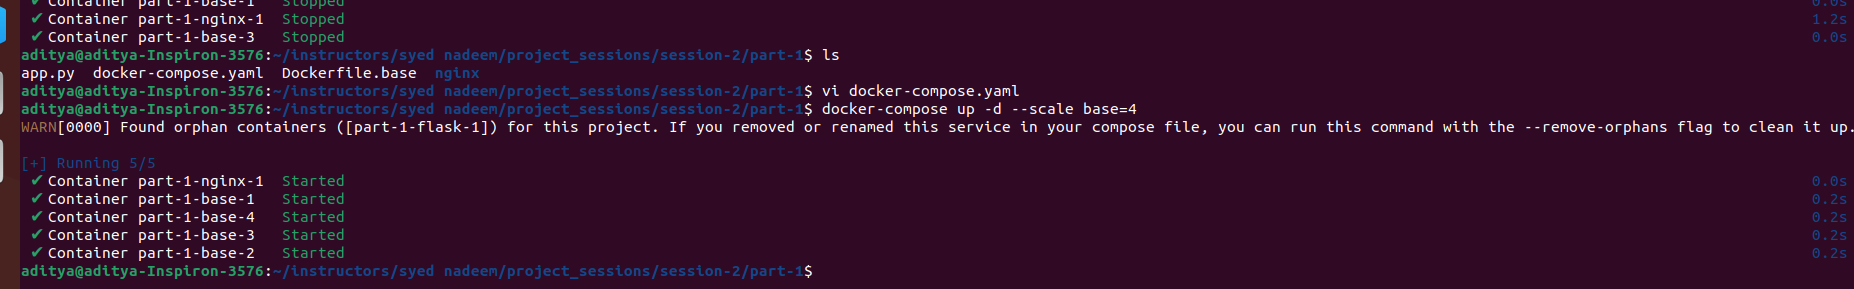 ✔ Container part-1-base-1   Stopped   0.0s
✔ Container part-1-nginx-1  Stopped   1.2s
✔ Container part-1-base-3   Stopped   0.0s
aditya@aditya-Inspiron-3576:~/instructors/syed nadeem/project_sessions/session-2/part-1$ ls
app.py  docker-compose.yaml  Dockerfile.base  nginx
aditya@aditya-Inspiron-3576:~/instructors/syed nadeem/project_sessions/session-2/part-1$ vi docker-compose.yaml
aditya@aditya-Inspiron-3576:~/instructors/syed nadeem/project_sessions/session-2/part-1$ docker-compose up -d --scale base=4
WARN[0000] Found orphan containers ([part-1-flask-1]) for this project. If you removed or renamed this service in your compose file, you can run this command with the --remove-orphans flag to clean it up.
[+] Running 5/5
✔ Container part-1-nginx-1  Started   0.0s
✔ Container part-1-base-1   Started   0.2s
✔ Container part-1-base-4   Started   0.2s
✔ Container part-1-base-3   Started   0.2s
✔ Container part-1-base-2   Started   0.2s
aditya@aditya-Inspiron-3576:~/instructors/syed nadeem/project_sessions/session-2/part-1$